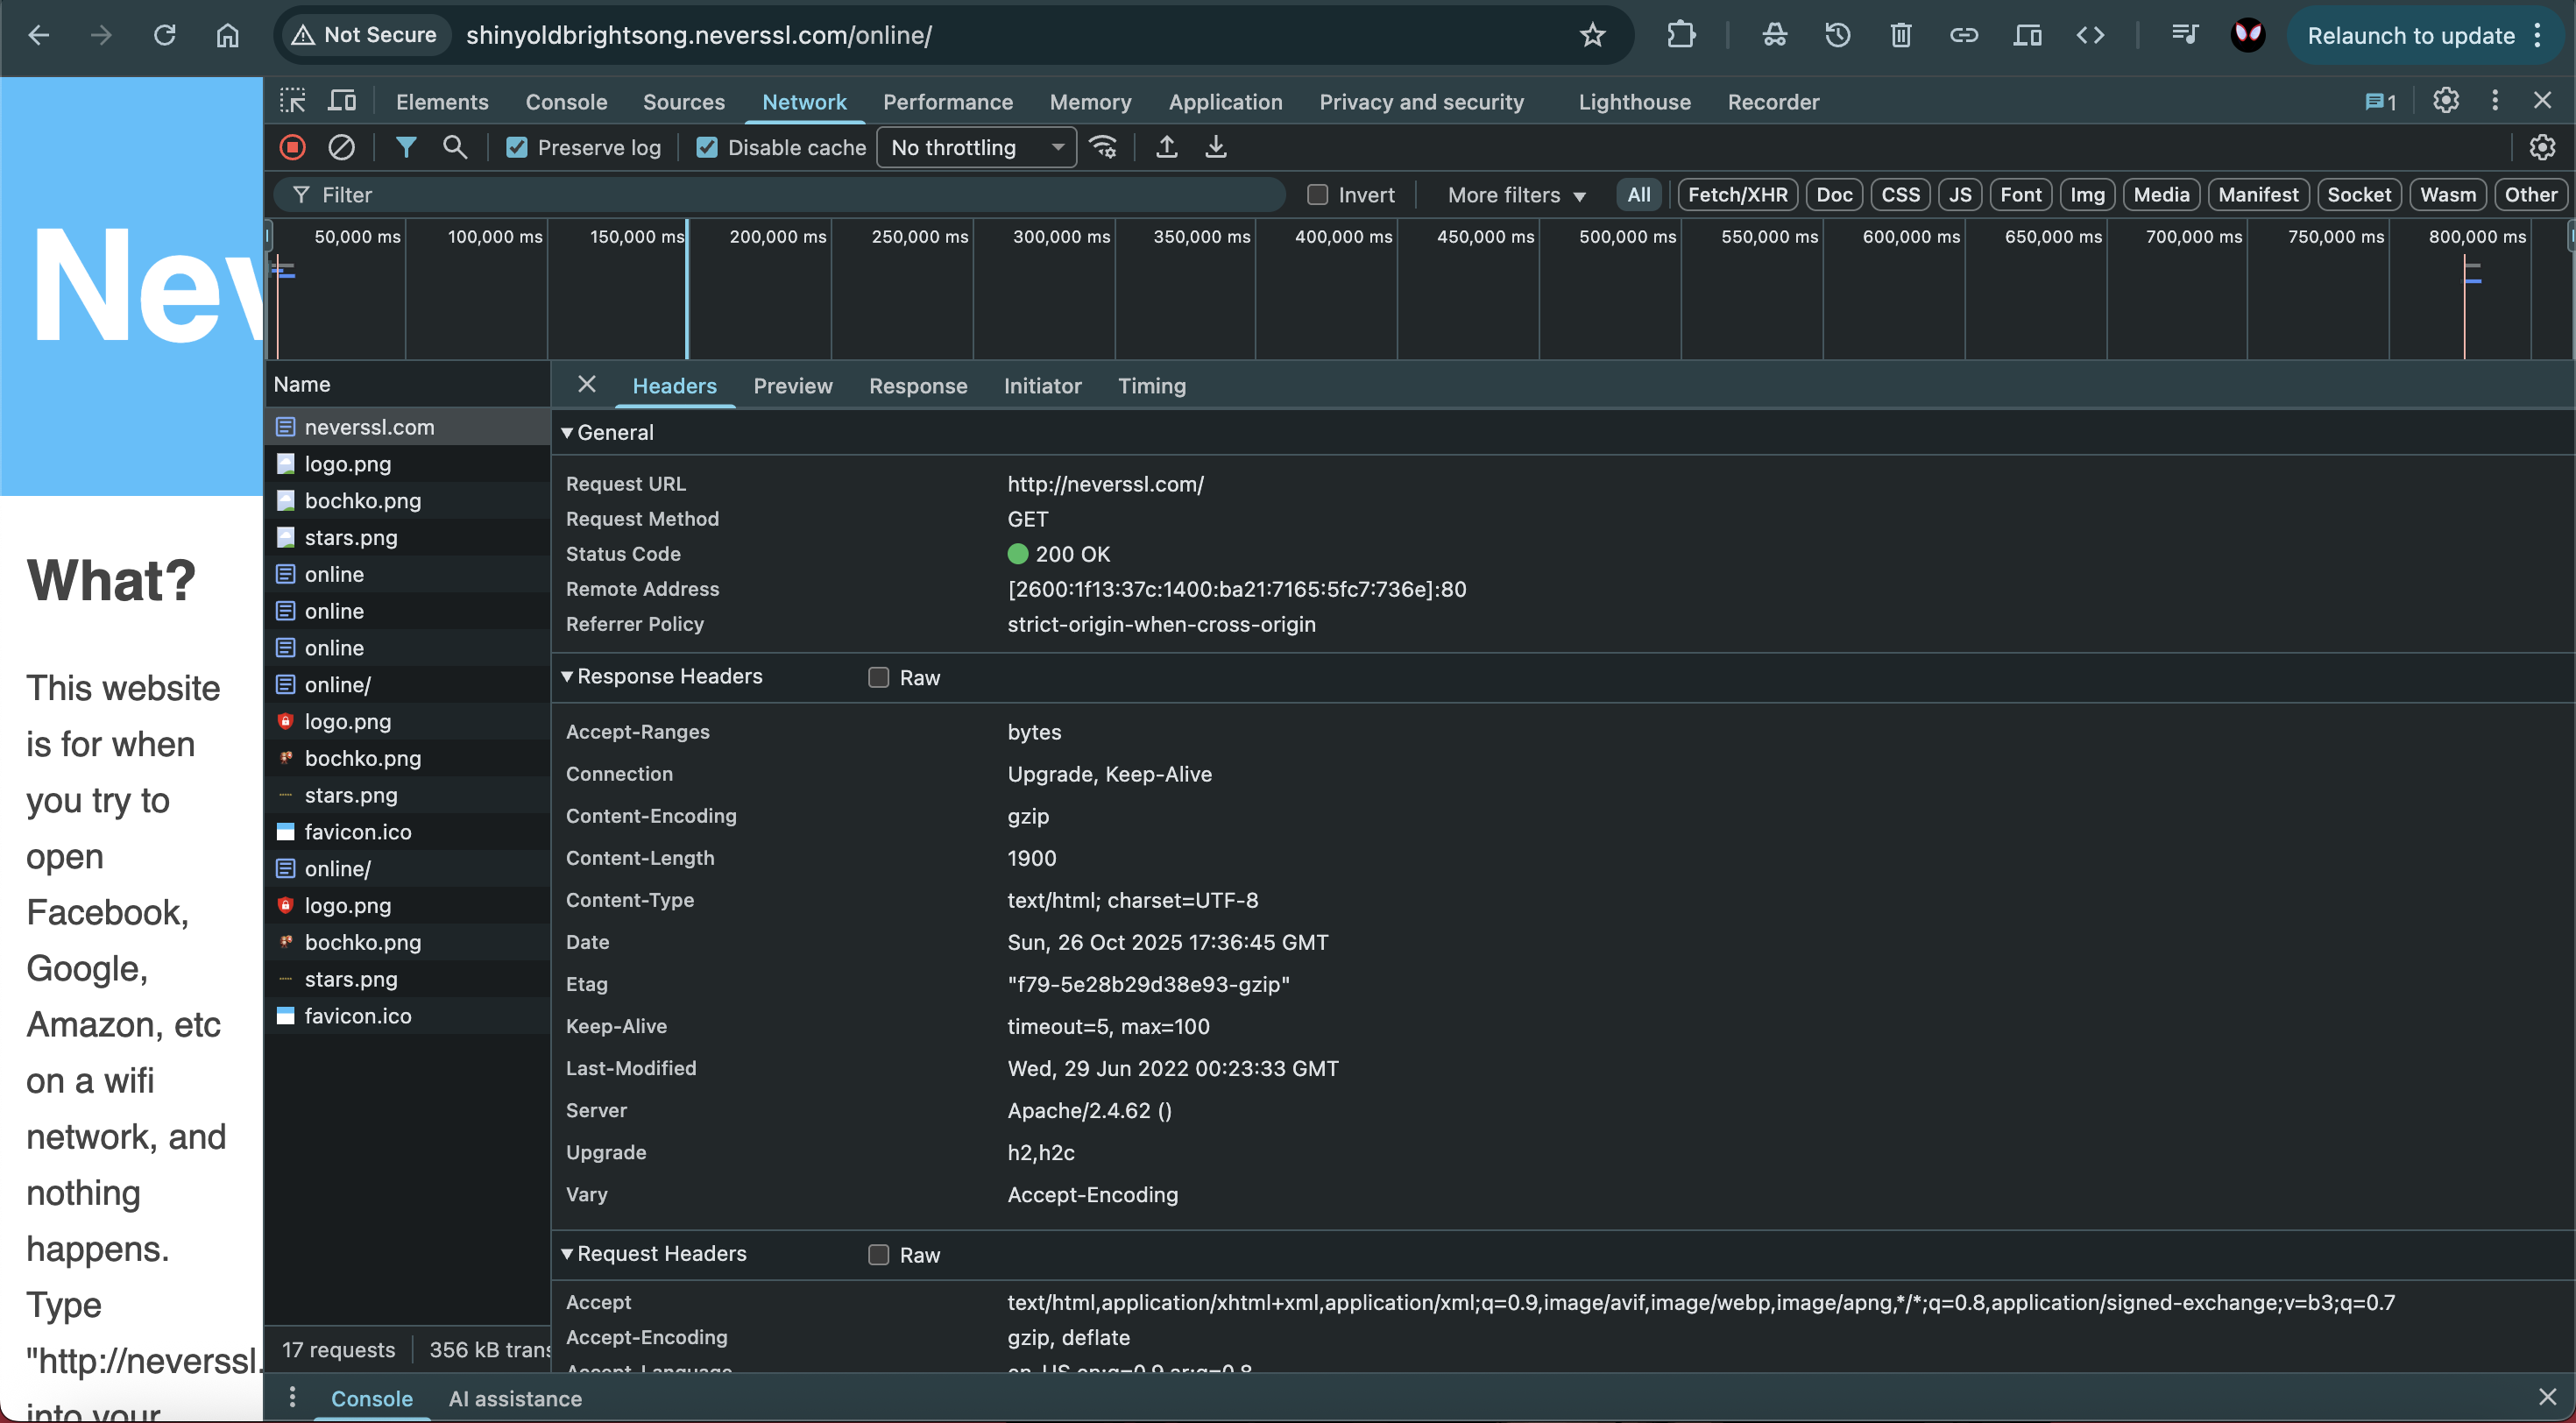 Not Secure shinyoldbrightsong.neverssl.com/online/ Relaunch to update
Nev
What?
This website
is for when
you try to
open
Facebook,
Google,
Amazon, etc
on a wifi
network, and
nothing
happens.
Type
"http://neverssl.
into your
Elements Console Sources Network Performance Memory Application Privacy and security Lighthouse Recorder 1
Preserve log Disable cache No throttling
Filter Invert More filters All Fetch/XHR Doc CSS JS Font Img Media Manifest Socket Wasm Other
50,000 ms 100,000 ms 150,000 ms 200,000 ms 250,000 ms 300,000 ms 350,000 ms 400,000 ms 450,000 ms 500,000 ms 550,000 ms 600,000 ms 650,000 ms 700,000 ms 750,000 ms 800,000 ms
Name
neverssl.com
logo.png
bochko.png
stars.png
online
online
online
online/
logo.png
bochko.png
stars.png
favicon.ico
online/
logo.png
bochko.png
stars.png
favicon.ico
17 requests 356 kB trans
Headers Preview Response Initiator Timing
General
Request URL http://neverssl.com/
Request Method GET
Status Code 200 OK
Remote Address [2600:1f13:37c:1400:ba21:7165:5fc7:736e]:80
Referrer Policy strict-origin-when-cross-origin
Response Headers Raw
Accept-Ranges bytes
Connection Upgrade, Keep-Alive
Content-Encoding gzip
Content-Length 1900
Content-Type text/html; charset=UTF-8
Date Sun, 26 Oct 2025 17:36:45 GMT
Etag "f79-5e28b29d38e93-gzip"
Keep-Alive timeout=5, max=100
Last-Modified Wed, 29 Jun 2022 00:23:33 GMT
Server Apache/2.4.62 ()
Upgrade h2,h2c
Vary Accept-Encoding
Request Headers Raw
Accept text/html,application/xhtml+xml,application/xml;q=0.9,image/avif,image/webp,image/apng,*/*;q=0.8,application/signed-exchange;v=b3;q=0.7
Accept-Encoding gzip, deflate
Accept-Language en-US,en;q=0.9,ar;q=0.8
Console AI assistance